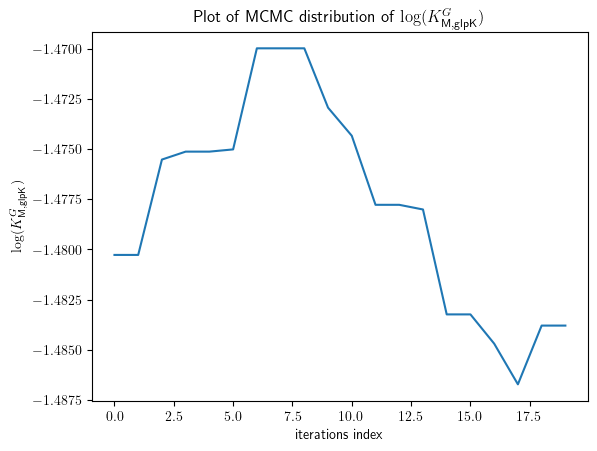 Plot of MCMC distribution of log(K^G_M,glpK)
−1.4700
−1.4725
−1.4750
−1.4775
−1.4800
−1.4825
−1.4850
−1.4875
log(K^G_M,glpK)
0.0 2.5 5.0 7.5 10.0 12.5 15.0 17.5
iterations index